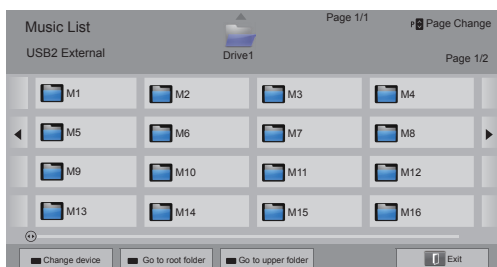 Music List
Page 1/1
P Page Change
USB2 External
Drive1
Page 1/2
M1 M2 M3 M4
M5 M6 M7 M8
M9 M10 M11 M12
M13 M14 M15 M16
Change device Go to root folder Go to upper folder Exit